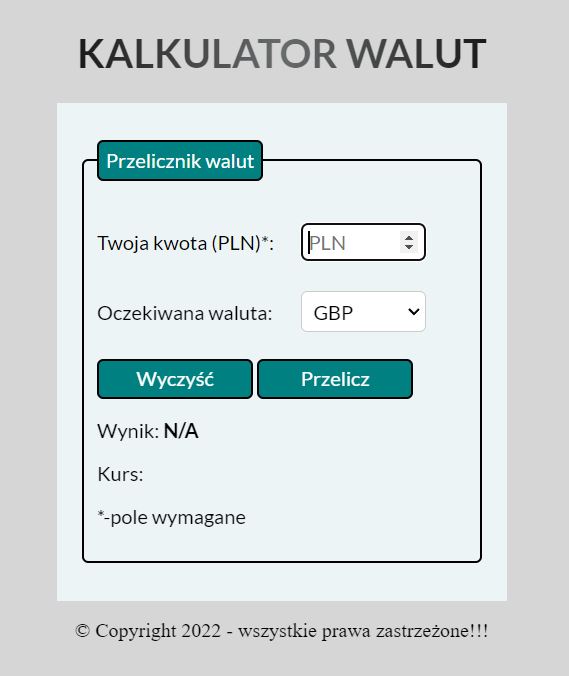 KALKULATOR WALUT
Przelicznik walut
Twoja kwota (PLN)*: PLN
Oczekiwana waluta: GBP
Wyczyść Przelicz
Wynik: N/A
Kurs:
*-pole wymagane
© Copyright 2022 - wszystkie prawa zastrzeżone!!!